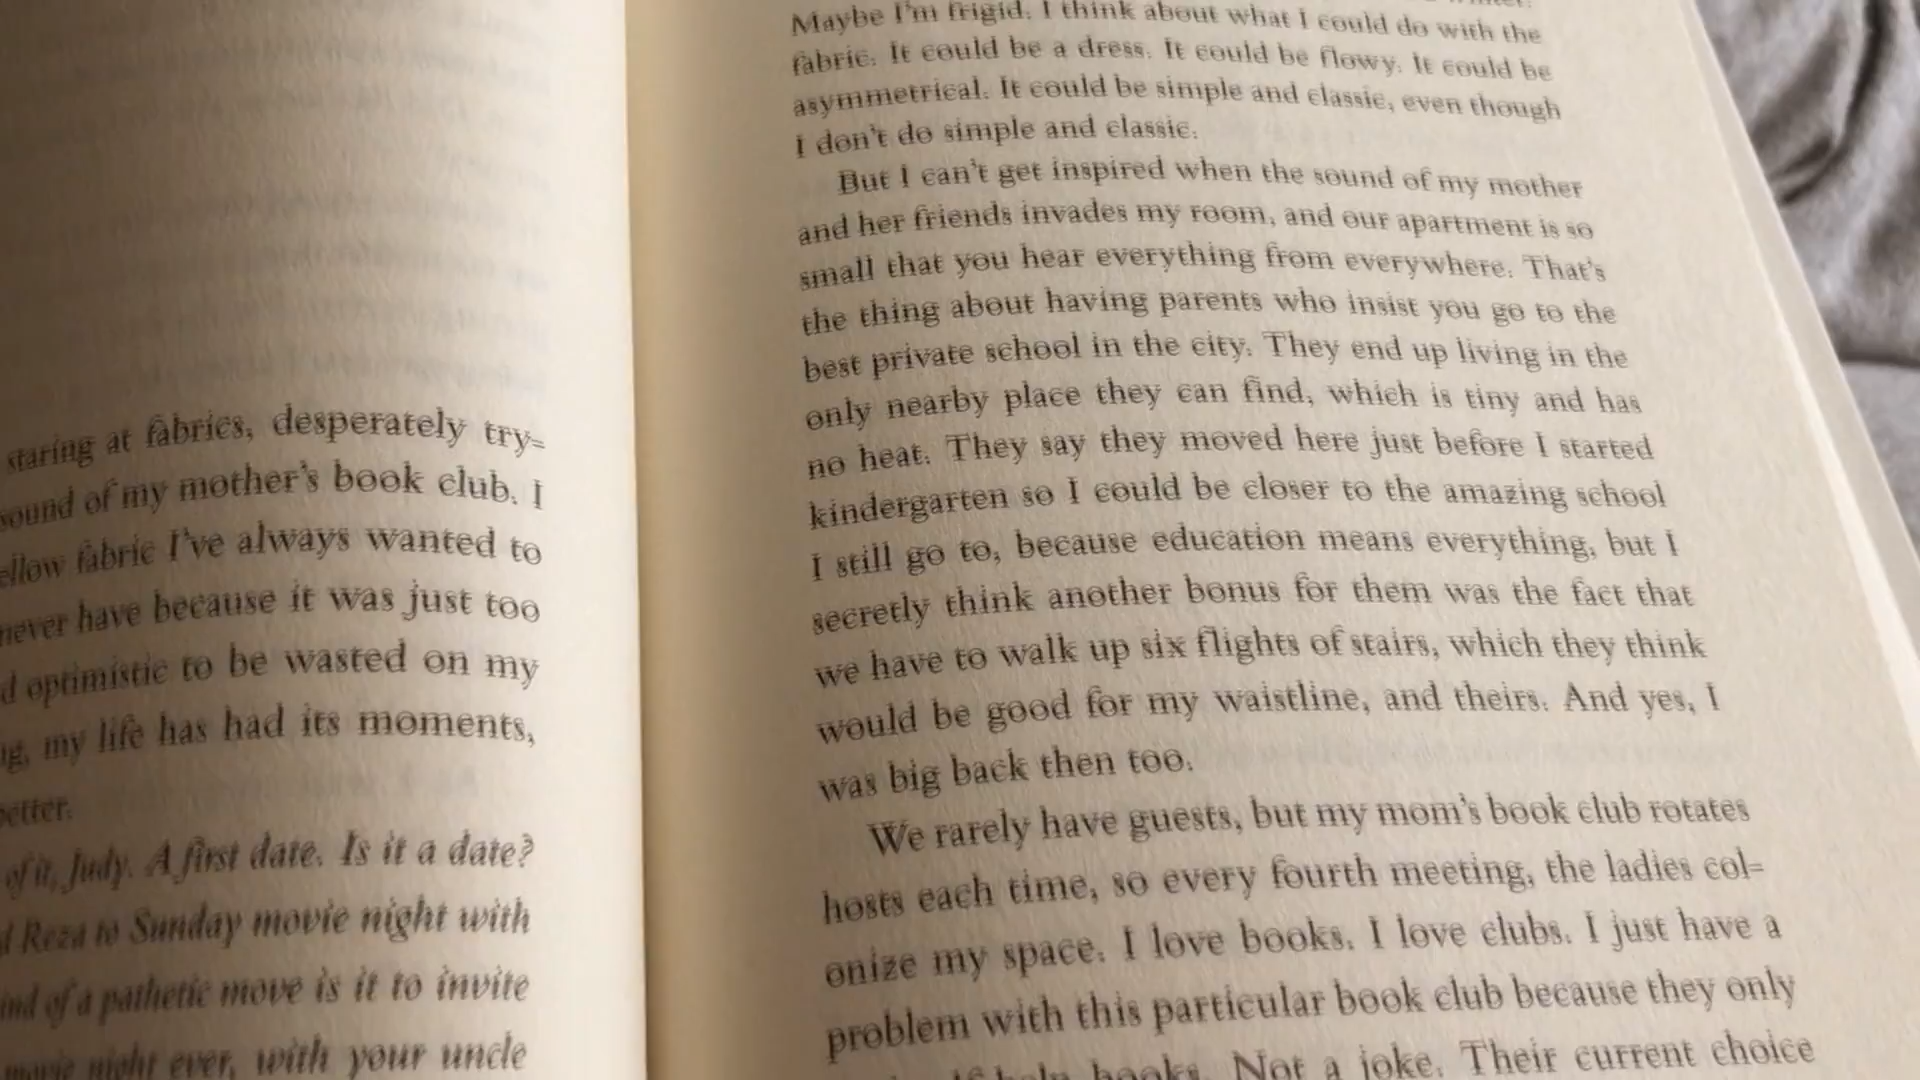 staring at fabrics, desperately try-
sound of my mother's book club. I
fabric I've always wanted to
never have because it was just too
optimistic to be wasted on my
my life has had its moments,
better.
of it, Judy. A first date. Is it a date?
Reza to Sunday movie night with
of a pathetic move is it to invite
movie night ever, with your uncle
Maybe I'm frigid. I think about what I could do with the
fabric. It could be a dress. It could be flowy. It could be
asymmetrical. It could be simple and classic, even though
I don't do simple and classic.
But I can't get inspired when the sound of my mother
and her friends invades my room, and our apartment is so
small that you hear everything from everywhere. That's
the thing about having parents who insist you go to the
best private school in the city. They end up living in the
only nearby place they can find, which is tiny and has
no heat. They say they moved here just before I started
kindergarten so I could be closer to the amazing school
I still go to, because education means everything, but I
secretly think another bonus for them was the fact that
we have to walk up six flights of stairs, which they think
would be good for my waistline, and theirs. And yes, I
was big back then too.
We rarely have guests, but my mom's book club rotates
hosts each time, so every fourth meeting, the ladies col-
onize my space. I love books. I love clubs. I just have a
problem with this particular book club because they only
books. Not a joke. Their current choice